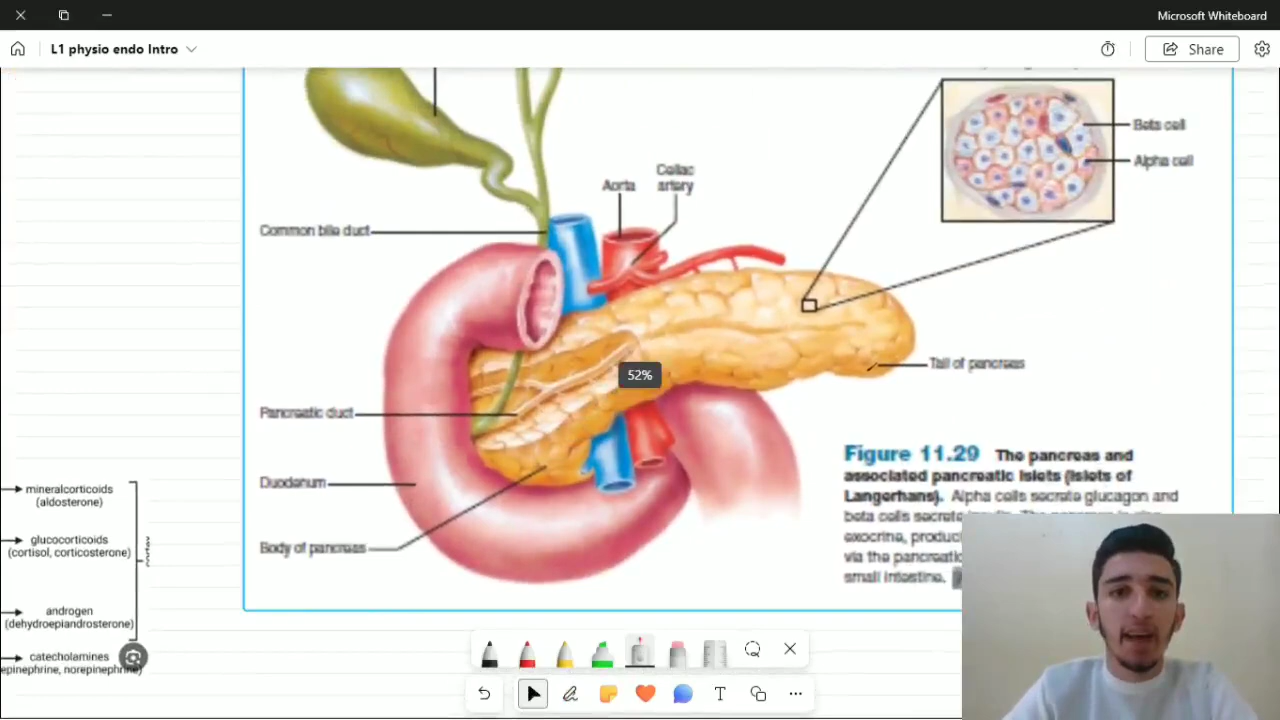 Microsoft Whiteboard
L1 physio endo Intro
Share
Beta cell
Alpha cell
Celiac
artery
Aorta
Common bile duct
52%
Tail of pancreas
Pancreatic duct
Duodenum
Body of pancreas
Figure 11.29 The pancreas and
associated pancreatic islets (islets of
Langerhans). Alpha cells secrete glucagon and
beta cells secrete
exocrine,
via the
small intestine.
mineralcorticoids
(aldosterone)
glucocorticoids
(cortisol, corticosterone)
androgen
(dehydroepiandrosterone)
catecholamines
epinephrine, norepinephrine)
T